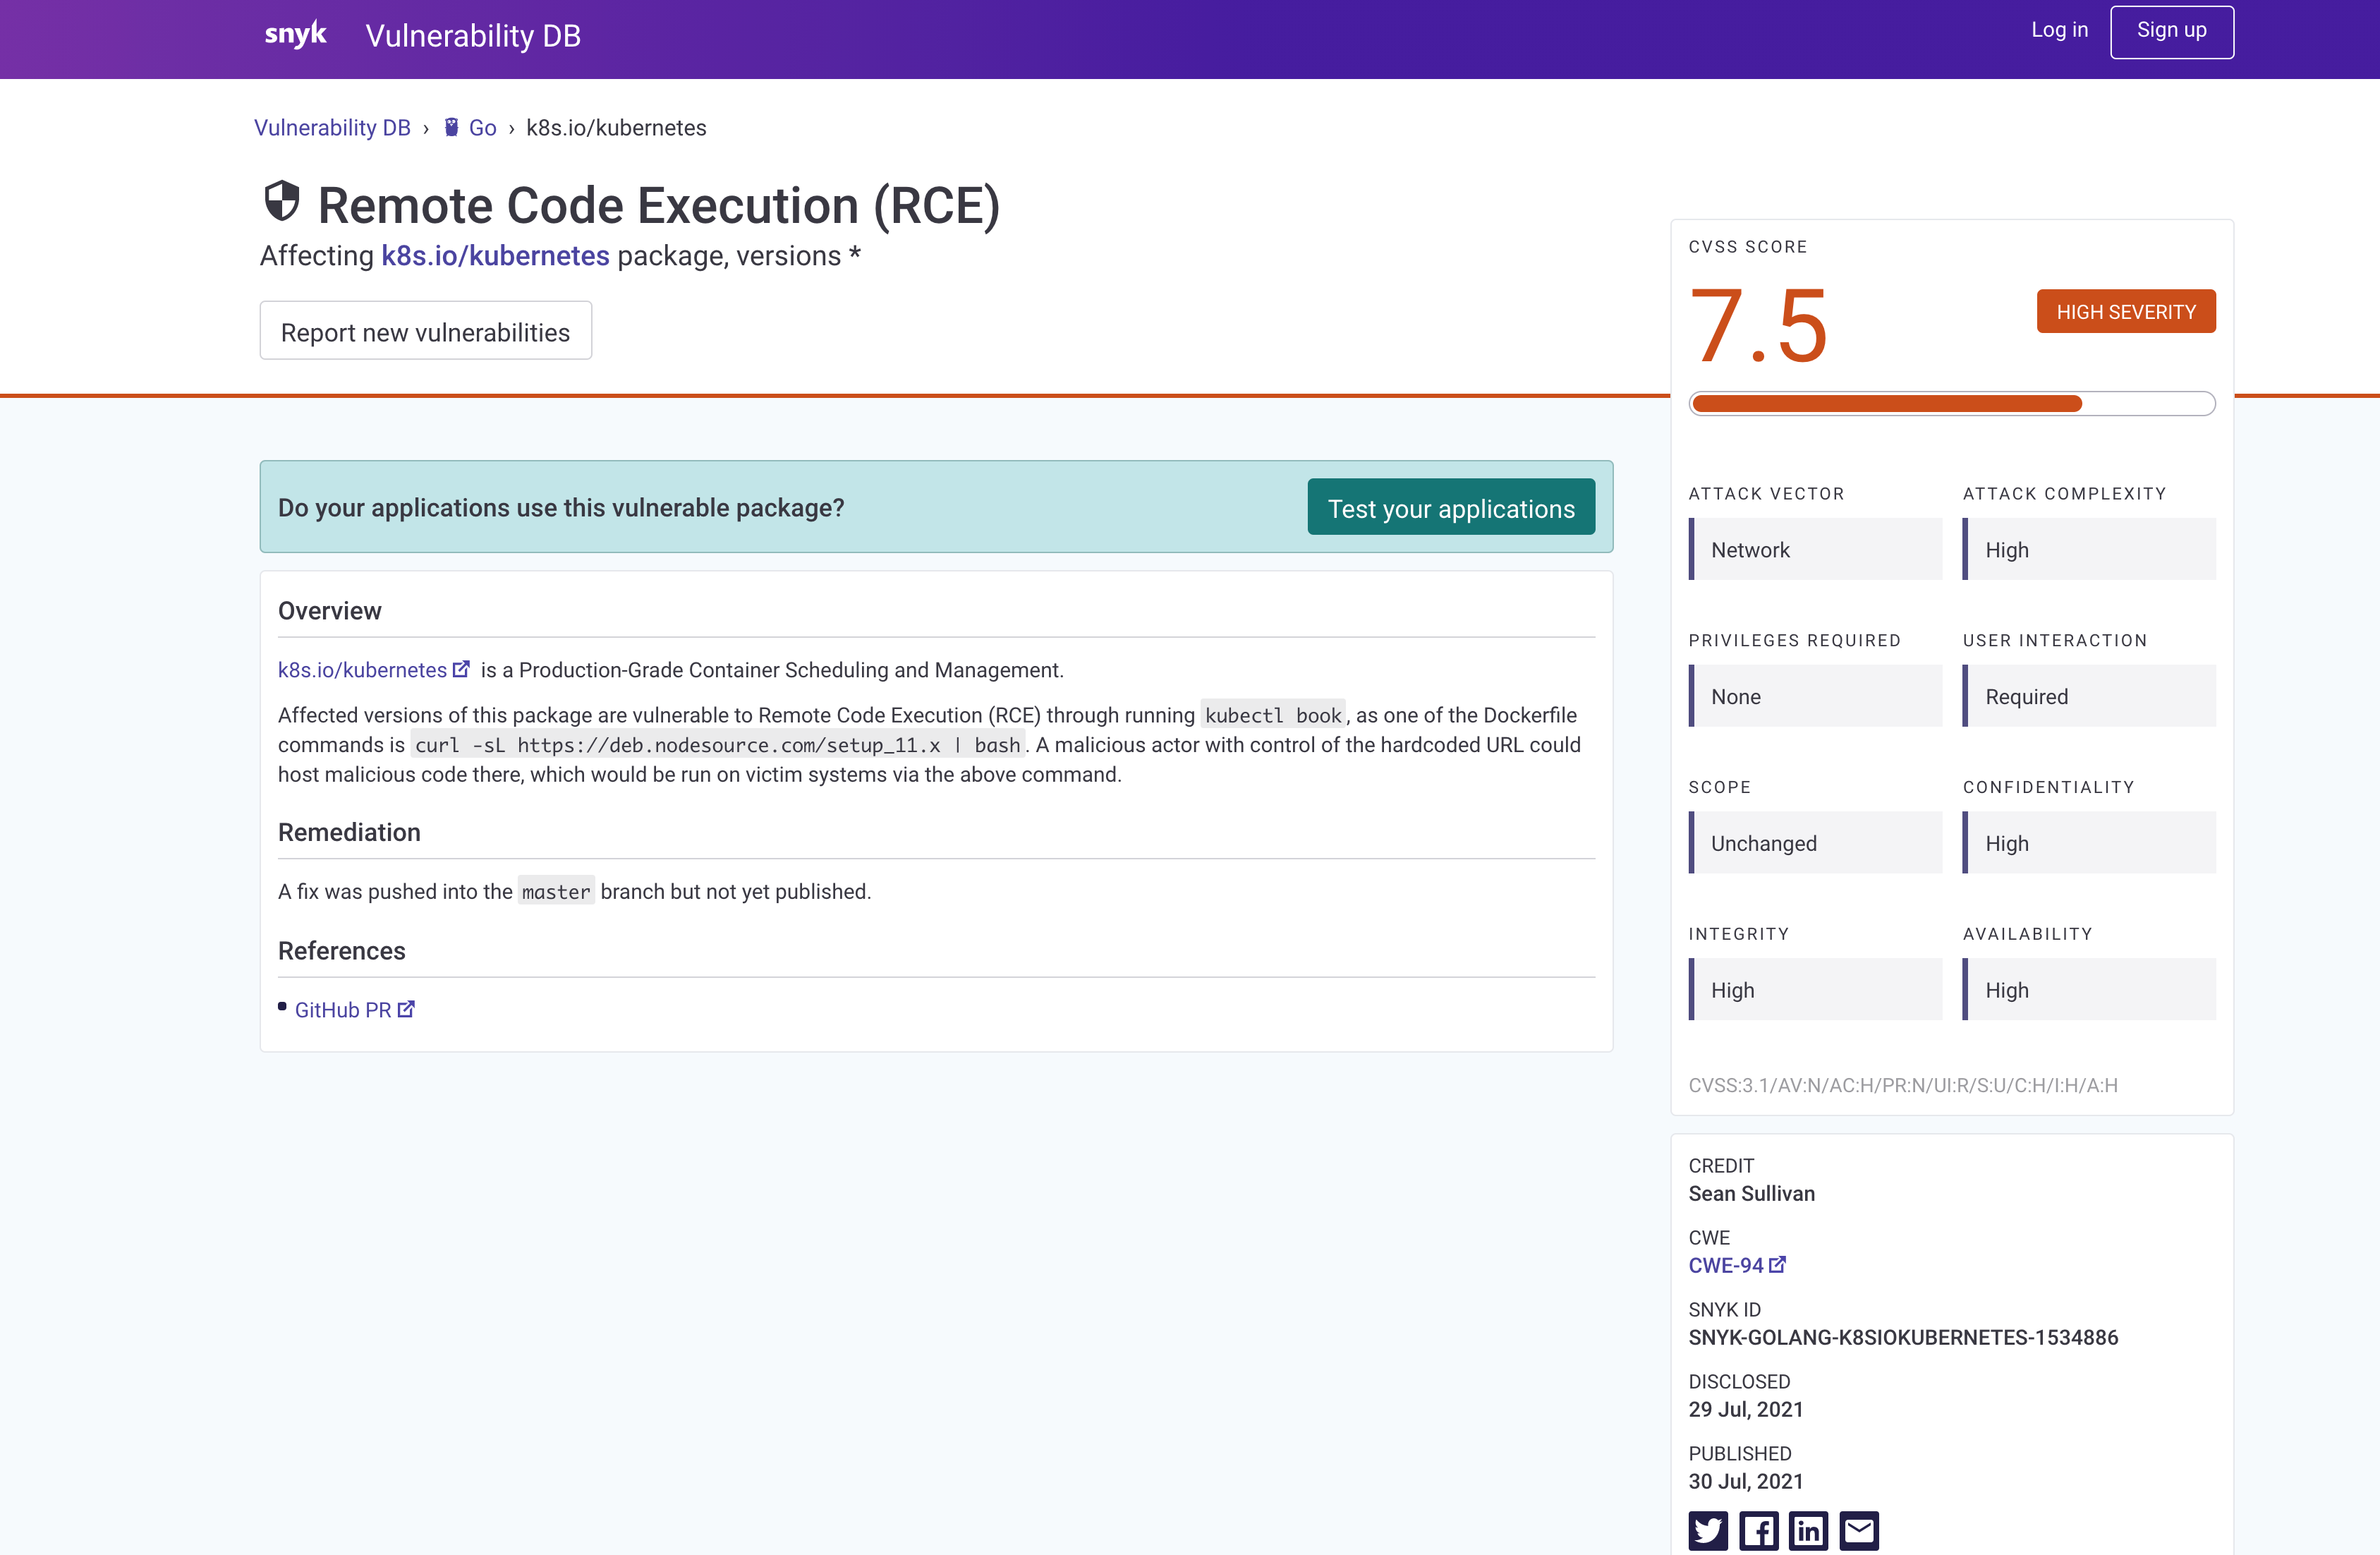 snyk Vulnerability DB
Log in
Sign up
Vulnerability DB › Go › k8s.io/kubernetes
Remote Code Execution (RCE)
Affecting k8s.io/kubernetes package, versions *
Report new vulnerabilities
Do your applications use this vulnerable package?
Test your applications
Overview
k8s.io/kubernetes is a Production-Grade Container Scheduling and Management.
Affected versions of this package are vulnerable to Remote Code Execution (RCE) through running kubectl book, as one of the Dockerfile
commands is curl -sL https://deb.nodesource.com/setup_11.x | bash. A malicious actor with control of the hardcoded URL could
host malicious code there, which would be run on victim systems via the above command.
Remediation
A fix was pushed into the master branch but not yet published.
References
GitHub PR
CVSS SCORE
7.5
HIGH SEVERITY
ATTACK VECTOR
Network
ATTACK COMPLEXITY
High
PRIVILEGES REQUIRED
None
USER INTERACTION
Required
SCOPE
Unchanged
CONFIDENTIALITY
High
INTEGRITY
High
AVAILABILITY
High
CVSS:3.1/AV:N/AC:H/PR:N/UI:R/S:U/C:H/I:H/A:H
CREDIT
Sean Sullivan
CWE
CWE-94
SNYK ID
SNYK-GOLANG-K8SIOKUBERNETES-1534886
DISCLOSED
29 Jul, 2021
PUBLISHED
30 Jul, 2021